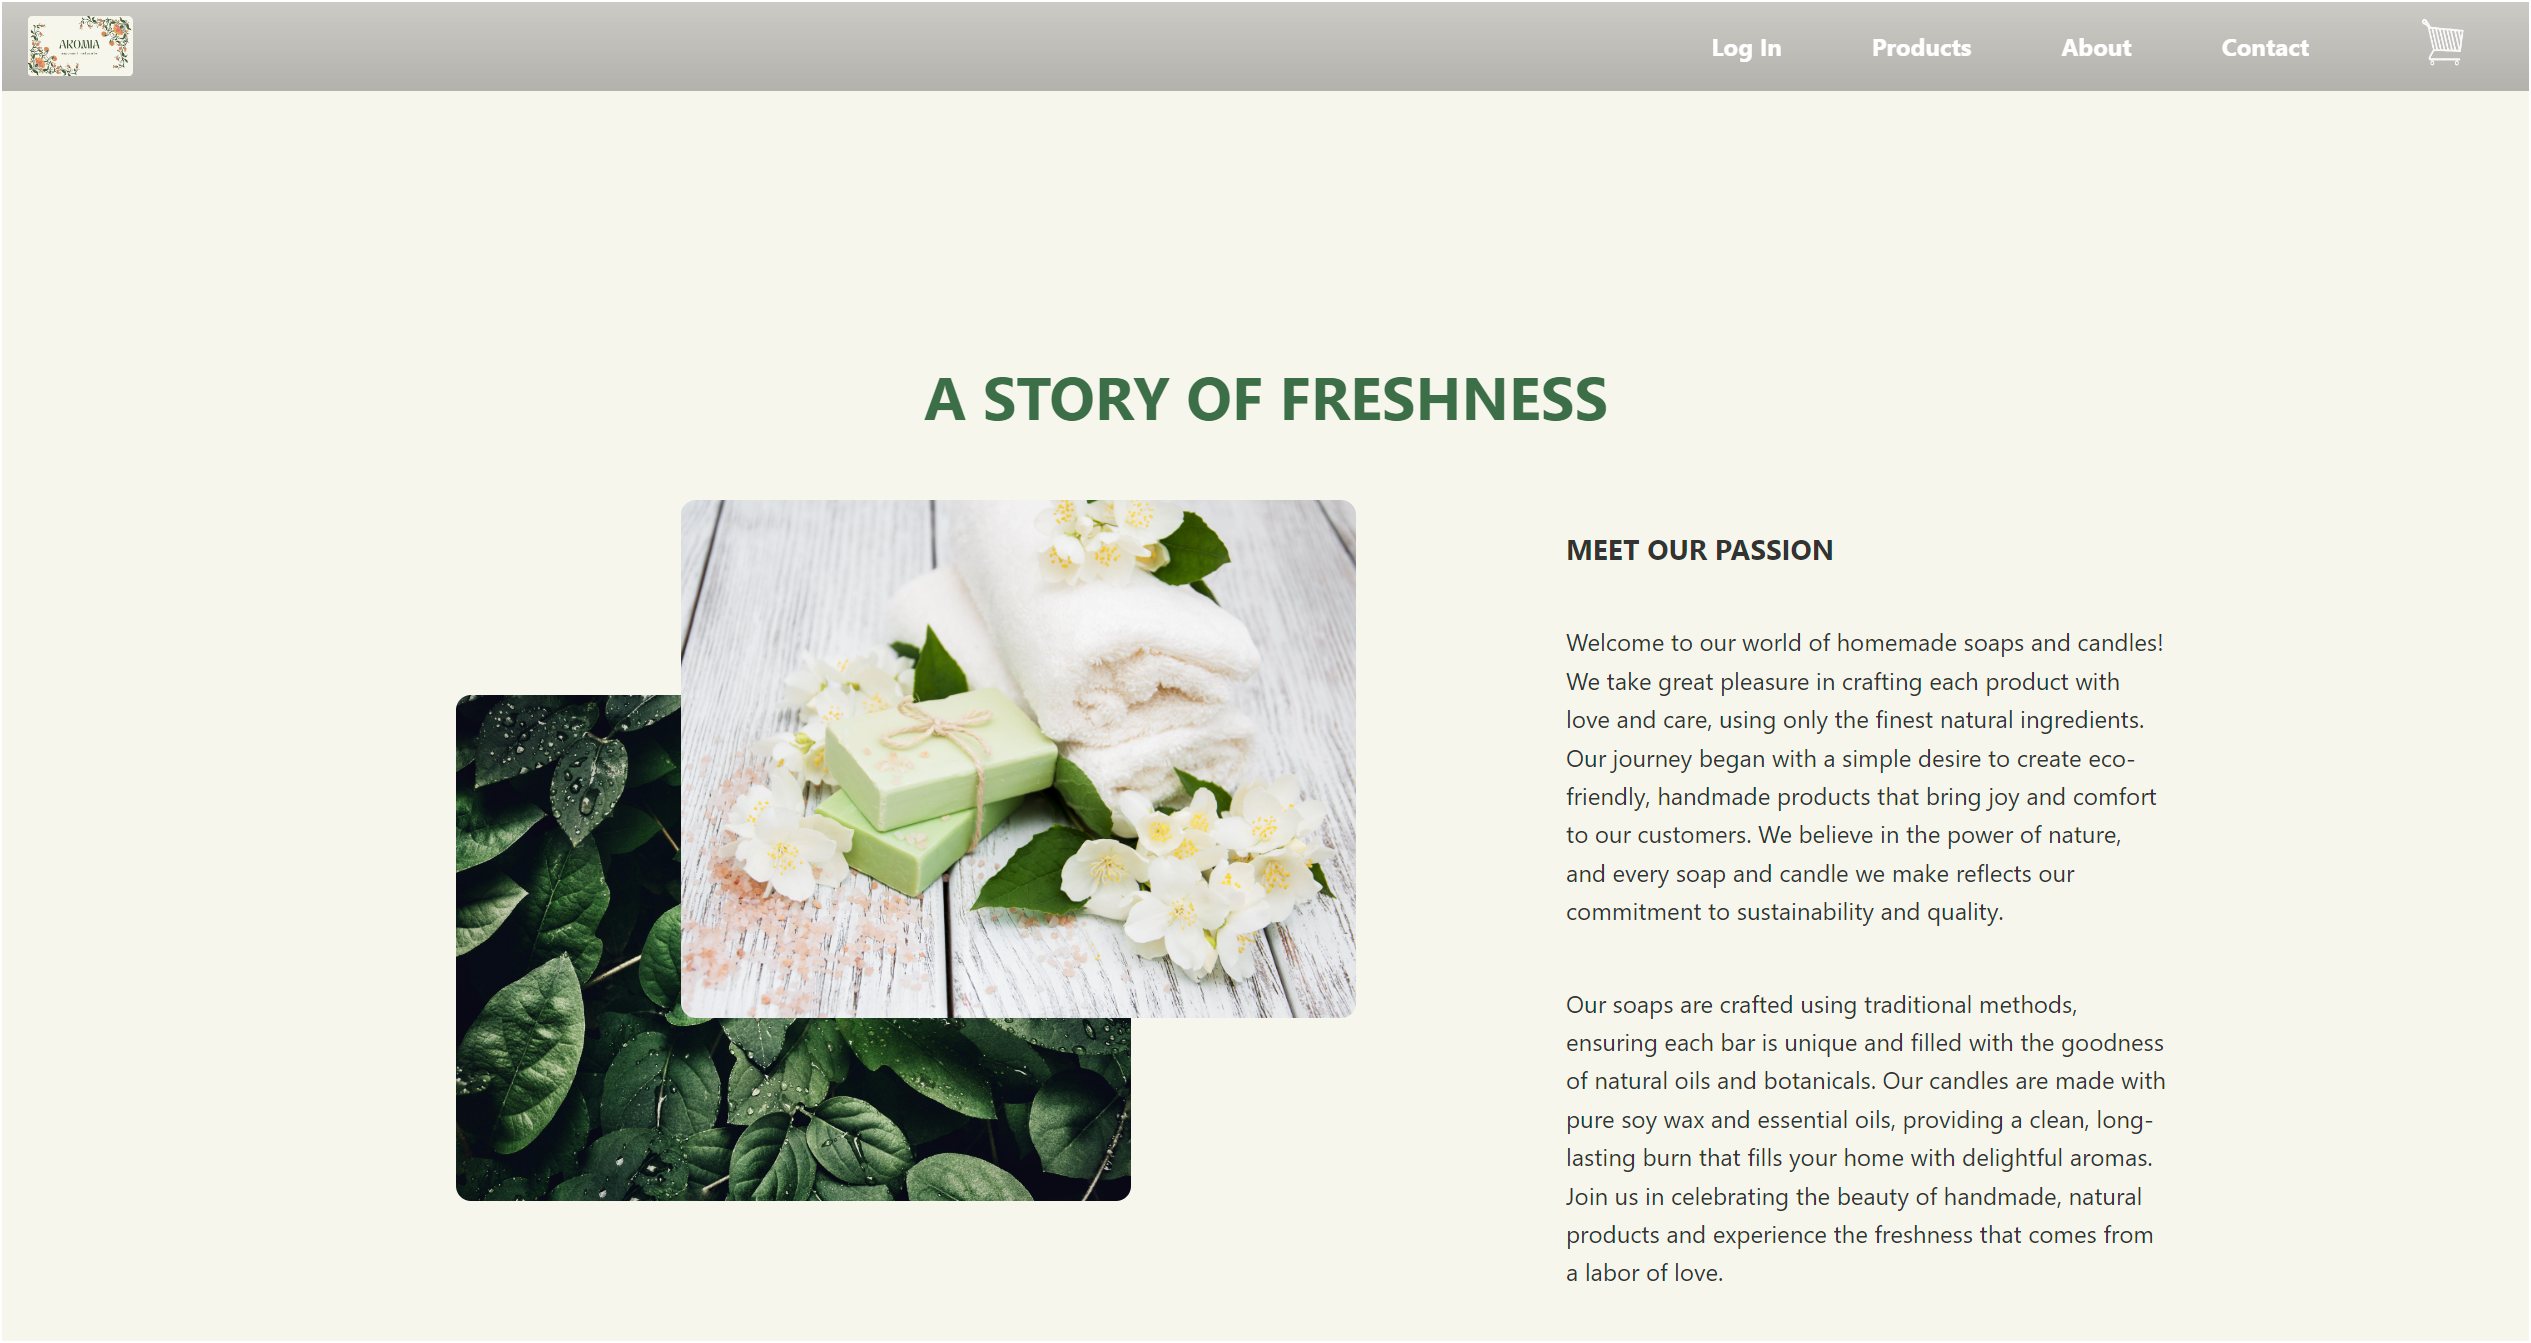 AROMIA
Log In
Products
About
Contact
A STORY OF FRESHNESS
MEET OUR PASSION
Welcome to our world of homemade soaps and candles!
We take great pleasure in crafting each product with
love and care, using only the finest natural ingredients.
Our journey began with a simple desire to create eco-
friendly, handmade products that bring joy and comfort
to our customers. We believe in the power of nature,
and every soap and candle we make reflects our
commitment to sustainability and quality.
Our soaps are crafted using traditional methods,
ensuring each bar is unique and filled with the goodness
of natural oils and botanicals. Our candles are made with
pure soy wax and essential oils, providing a clean, long-
lasting burn that fills your home with delightful aromas.
Join us in celebrating the beauty of handmade, natural
products and experience the freshness that comes from
a labor of love.